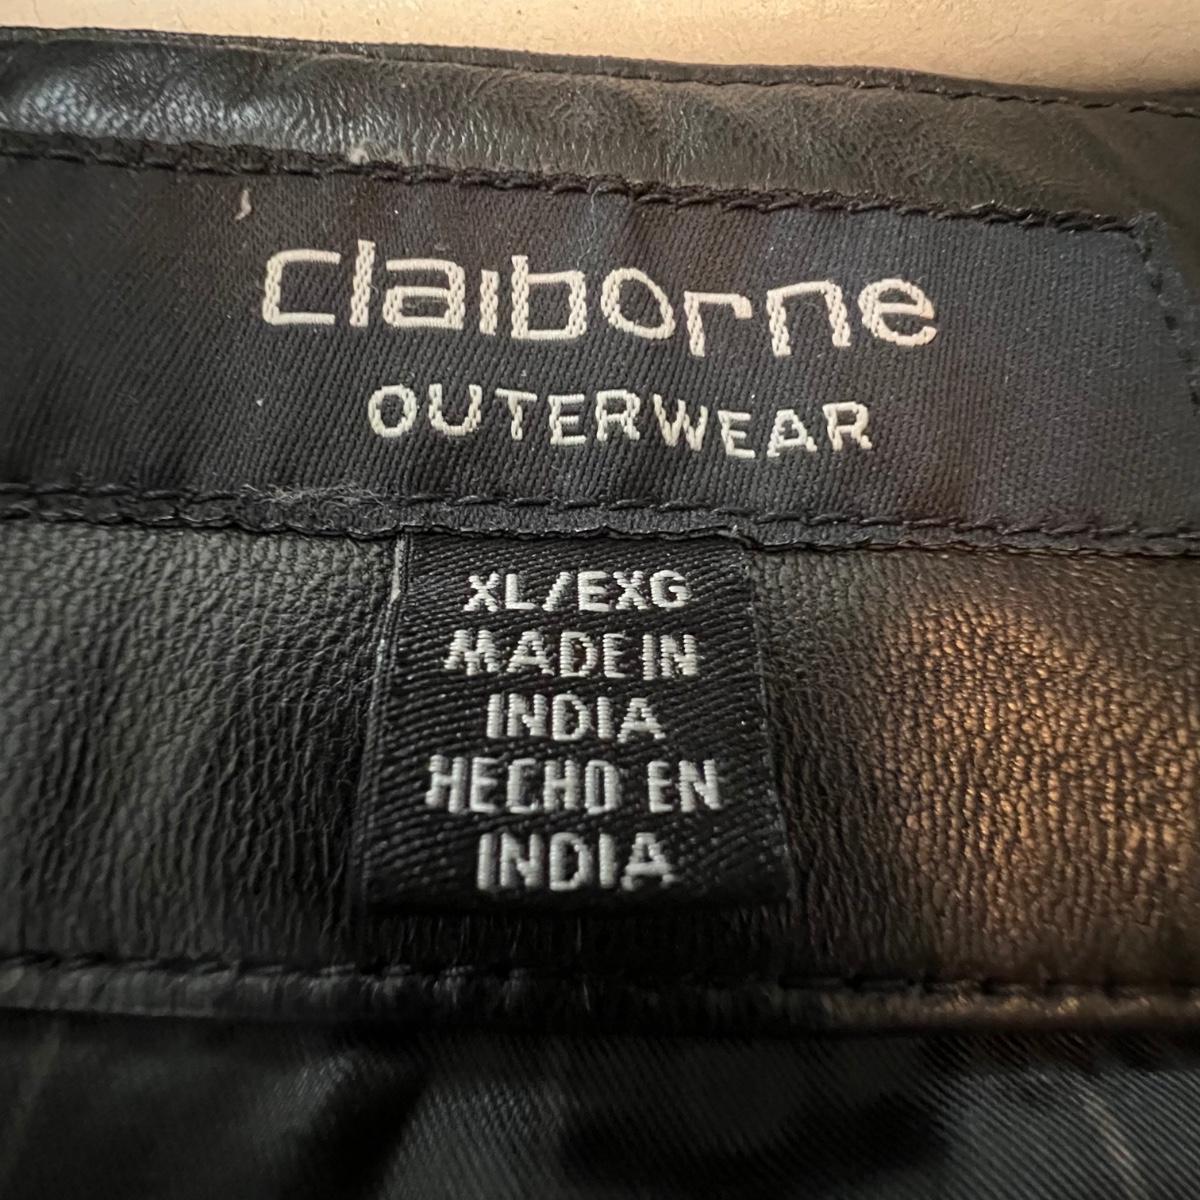 claiborne
OUTERWEAR
XL/EXG
MADE IN
INDIA
HECHO EN
INDIA